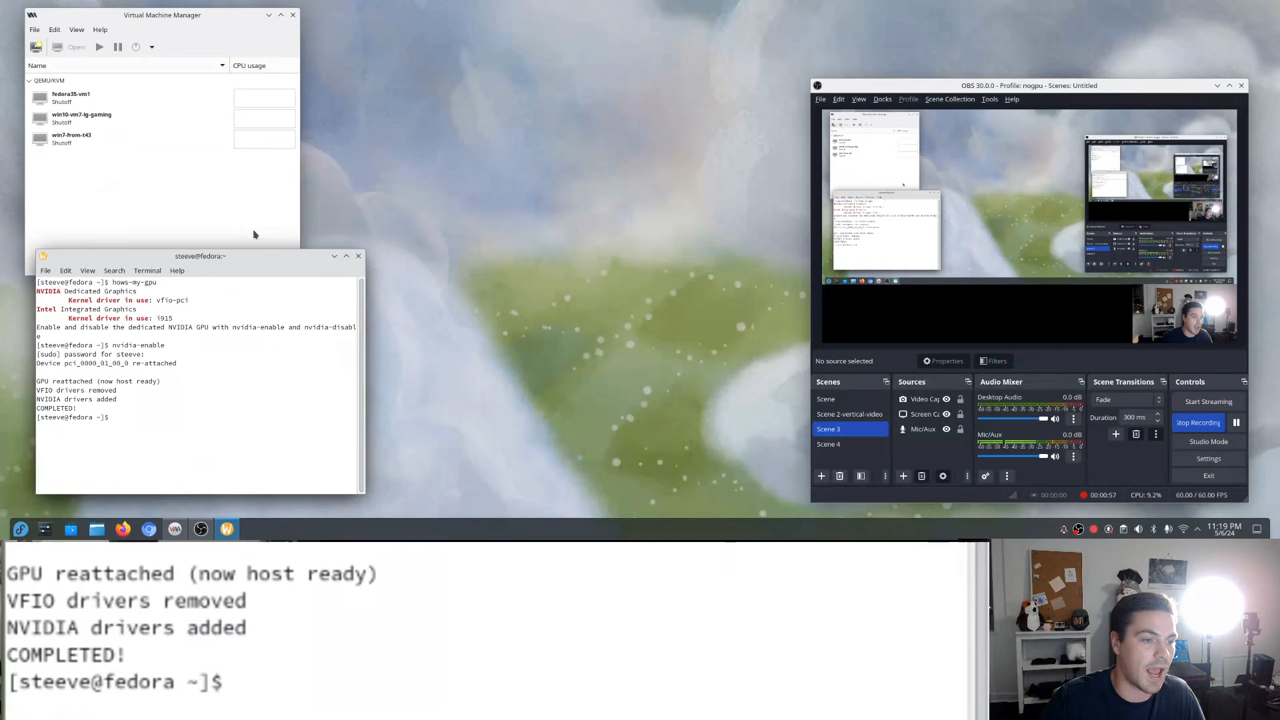 Virtual Machine Manager
File Edit View Help
Open
Name CPU usage
QEMU/KVM
fedora35-vm1
Shutoff
win10-vm7-lg-gaming
Shutoff
win7-from-t43
Shutoff
steeve@fedora:~
File Edit View Search Terminal Help
[steeve@fedora ~]$ hows-my-gpu
NVIDIA Dedicated Graphics
Kernel driver in use: vfio-pci
Intel Integrated Graphics
Kernel driver in use: i915
Enable and disable the dedicated NVIDIA GPU with nvidia-enable and nvidia-disabl
e
[steeve@fedora ~]$ nvidia-enable
[sudo] password for steeve:
Device pci_0000_01_00_0 re-attached
GPU reattached (now host ready)
VFIO drivers removed
NVIDIA drivers added
COMPLETED!
[steeve@fedora ~]$
OBS 30.0.0 - Profile: nogpu - Scenes: Untitled
File Edit View Docks Profile Scene Collection Tools Help
No source selected Properties Filters
Scenes Sources Audio Mixer Scene Transitions Controls
Scene
Scene 2-vertical-video
Scene 3
Scene 4
Video Cap
Screen Ca
Mic/Aux
Desktop Audio 0.0 dB
Mic/Aux 0.0 dB
Fade
Duration 300 ms
Start Streaming
Stop Recording
Studio Mode
Settings
Exit
00:00:00 00:00:57 CPU: 9.2% 60.00 / 60.00 FPS
11:19 PM
5/6/24
GPU reattached (now host ready)
VFIO drivers removed
NVIDIA drivers added
COMPLETED!
[steeve@fedora ~]$